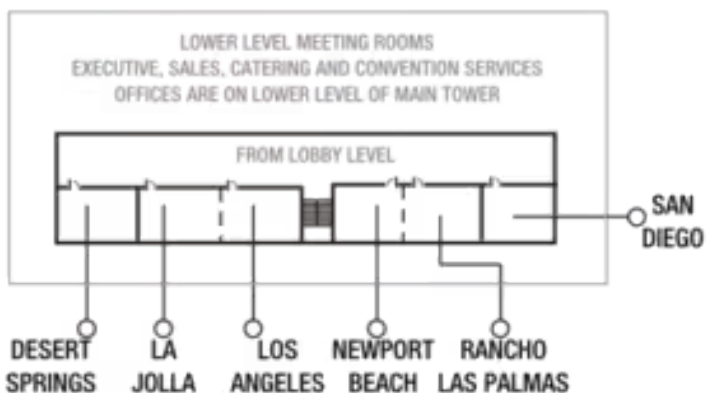 LOWER LEVEL MEETING ROOMS
EXECUTIVE, SALES, CATERING AND CONVENTION SERVICES
OFFICES ARE ON LOWER LEVEL OF MAIN TOWER
FROM LOBBY LEVEL
SAN
DIEGO
DESERT
SPRINGS
LA
JOLLA
LOS
ANGELES
NEWPORT
BEACH
RANCHO
LAS PALMAS